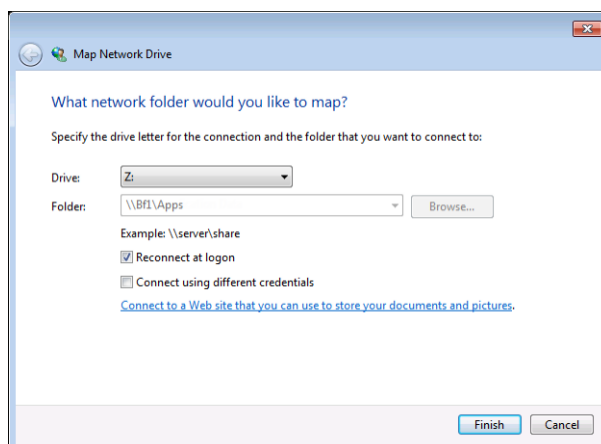 Map Network Drive
What network folder would you like to map?
Specify the drive letter for the connection and the folder that you want to connect to:
Drive: Z:
Folder: \\Bf1\Apps Browse...
Example: \\server\share
Reconnect at logon
Connect using different credentials
Connect to a Web site that you can use to store your documents and pictures.
Finish Cancel